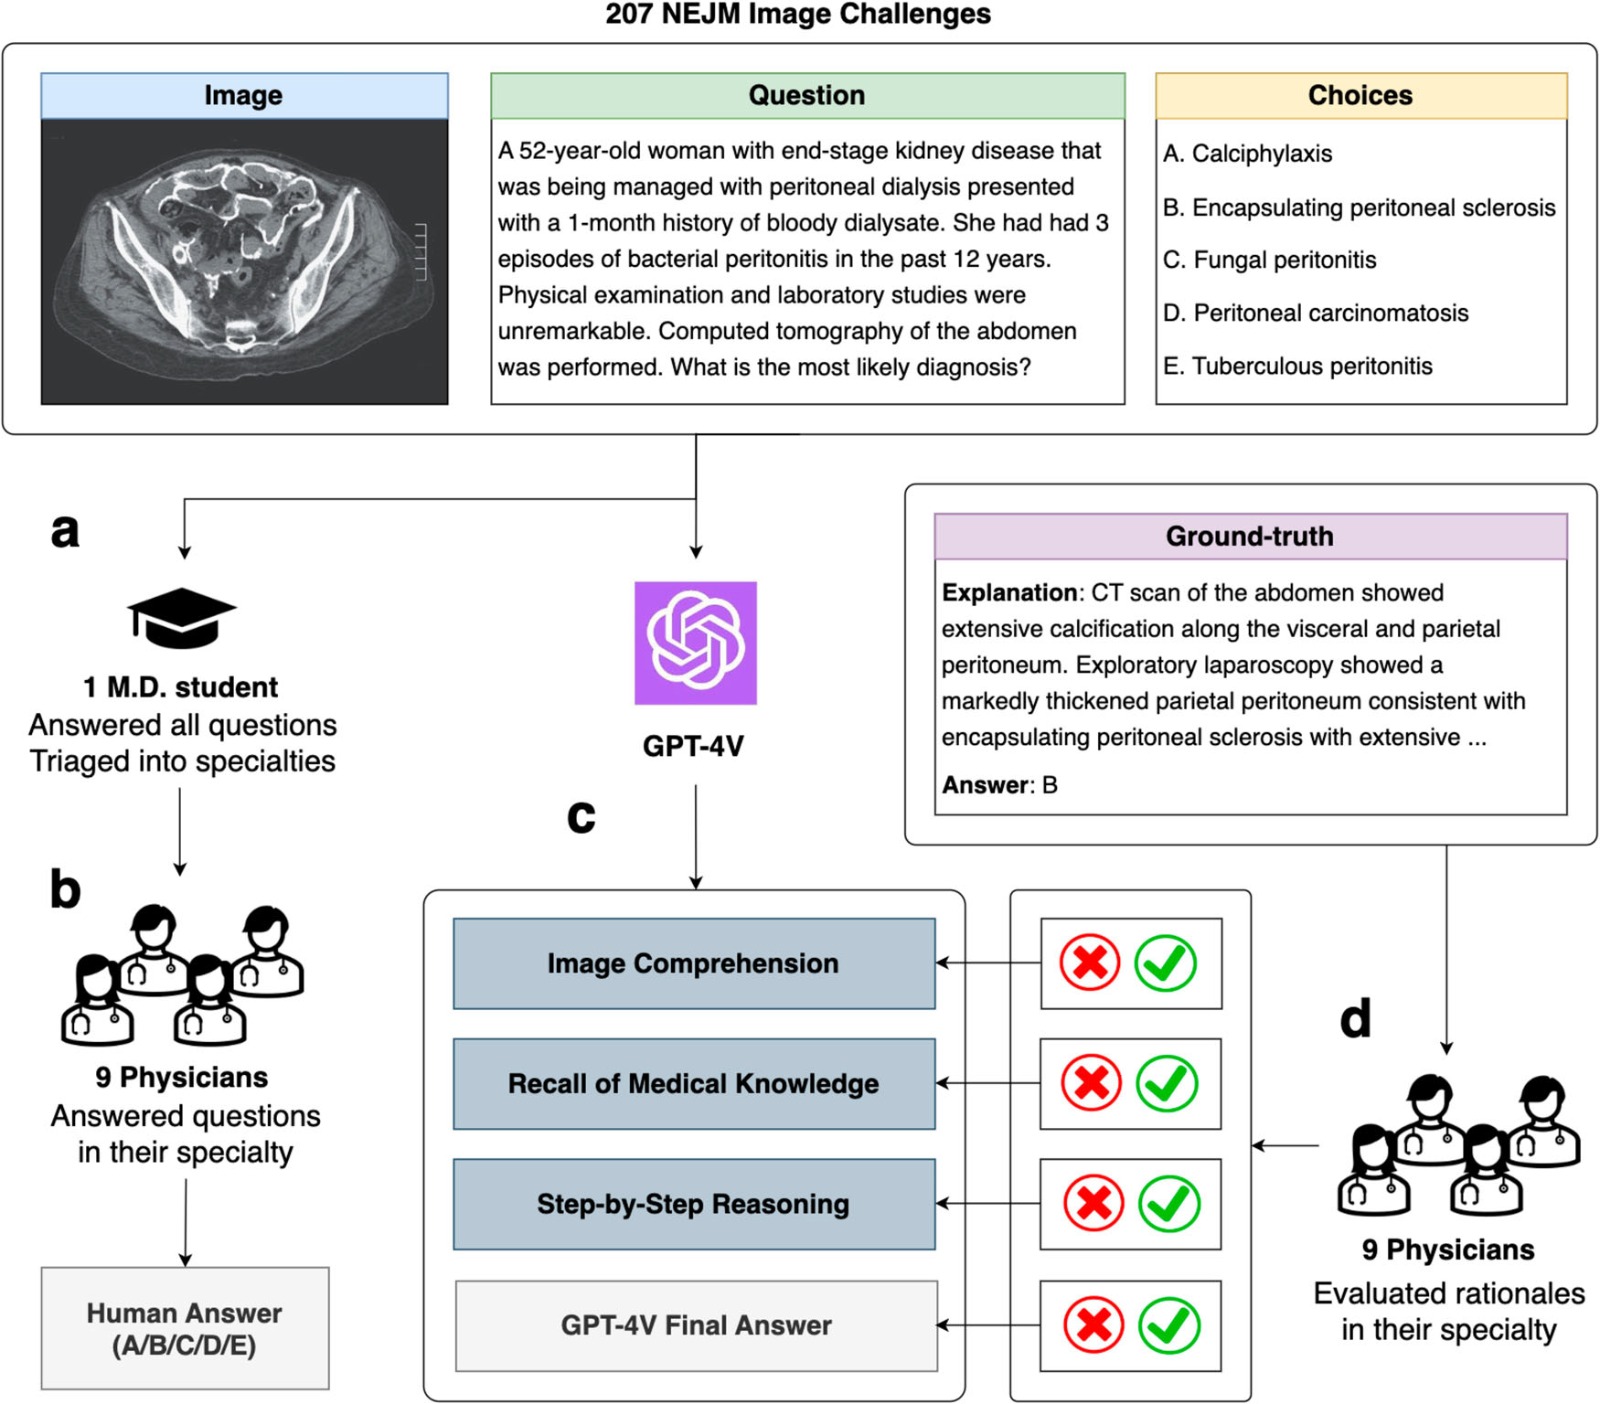 207 NEJM Image Challenges
Image
Question
A 52-year-old woman with end-stage kidney disease that
was being managed with peritoneal dialysis presented
with a 1-month history of bloody dialysate. She had had 3
episodes of bacterial peritonitis in the past 12 years.
Physical examination and laboratory studies were
unremarkable. Computed tomography of the abdomen
was performed. What is the most likely diagnosis?
Choices
A. Calciphylaxis
B. Encapsulating peritoneal sclerosis
C. Fungal peritonitis
D. Peritoneal carcinomatosis
E. Tuberculous peritonitis
a
1 M.D. student
Answered all questions
Triaged into specialties
b
9 Physicians
Answered questions
in their specialty
Human Answer
(A/B/C/D/E)
GPT-4V
c
Image Comprehension
Recall of Medical Knowledge
Step-by-Step Reasoning
GPT-4V Final Answer
Ground-truth
Explanation: CT scan of the abdomen showed
extensive calcification along the visceral and parietal
peritoneum. Exploratory laparoscopy showed a
markedly thickened parietal peritoneum consistent with
encapsulating peritoneal sclerosis with extensive ...
Answer: B
d
9 Physicians
Evaluated rationales
in their specialty